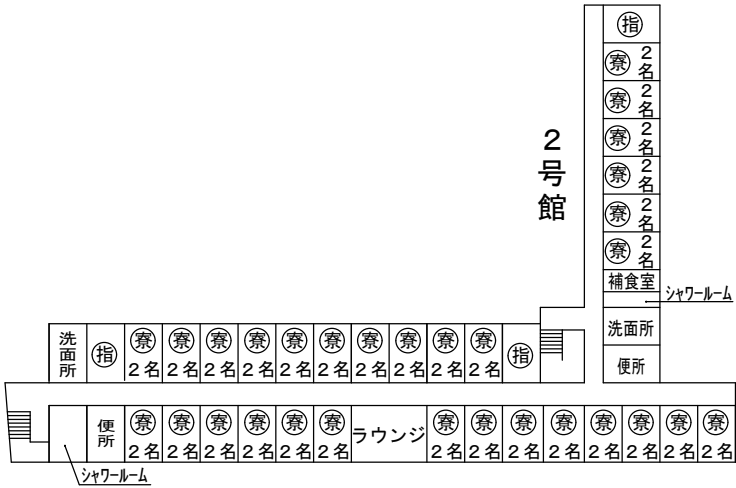 指
寮 2名
寮 2名
寮 2名
寮 2名
寮 2名
寮 2名
2号館
補食室
シャワールーム
洗面所
便所
洗面所 指 寮 寮 寮 寮 寮 寮 寮 寮 寮 寮 指
2名 2名 2名 2名 2名 2名 2名 2名 2名 2名
便所 寮 寮 寮 寮 寮 寮 ラウンジ 寮 寮 寮 寮 寮 寮 寮 寮
2名 2名 2名 2名 2名 2名 2名 2名 2名 2名 2名 2名 2名 2名
シャワールーム